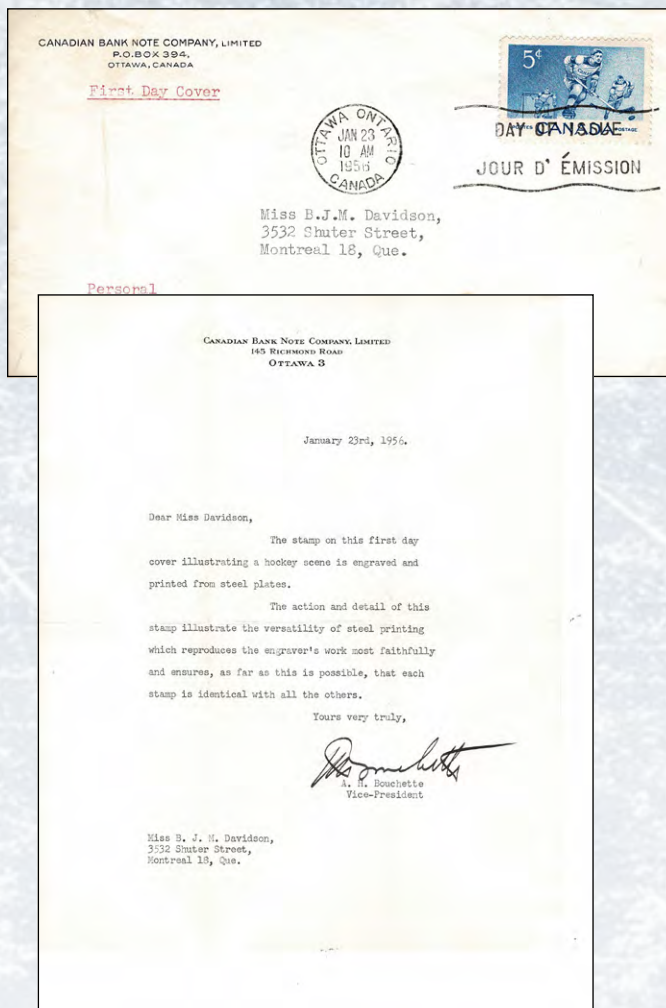 CANADIAN BANK NOTE COMPANY, LIMITED
P.O.BOX 394,
OTTAWA, CANADA
First Day Cover
5¢
POSTES CANADA POSTAGE
OTTAWA ONTARIO
JAN 23
10 AM
1956
CANADA
DAY OF ISSUE
JOUR D' ÉMISSION
Miss B.J.M. Davidson,
3532 Shuter Street,
Montreal 18, Que.
Personal
CANADIAN BANK NOTE COMPANY, LIMITED
145 RICHMOND ROAD
OTTAWA 3
January 23rd, 1956.
Dear Miss Davidson,
The stamp on this first day
cover illustrating a hockey scene is engraved and
printed from steel plates.
The action and detail of this
stamp illustrate the versatility of steel printing
which reproduces the engraver's work most faithfully
and ensures, as far as this is possible, that each
stamp is identical with all the others.
Yours very truly,
A. H. Bouchette
Vice-President
Miss B. J. M. Davidson,
3532 Shuter Street,
Montreal 18, Que.